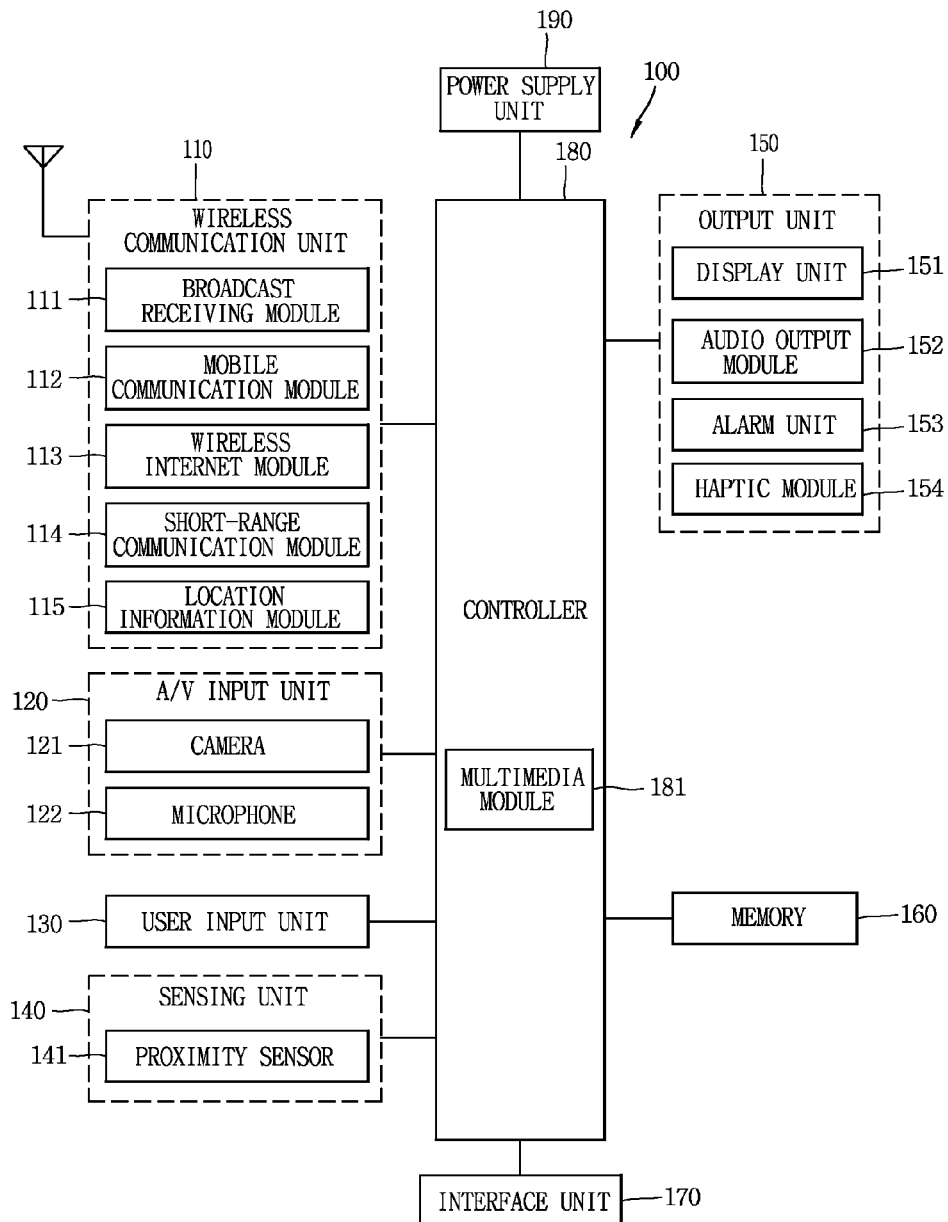 190
POWER SUPPLY
UNIT
100
110
180
150
WIRELESS
COMMUNICATION UNIT
111
BROADCAST
RECEIVING MODULE
112
MOBILE
COMMUNICATION MODULE
113
WIRELESS
INTERNET MODULE
114
SHORT-RANGE
COMMUNICATION MODULE
115
LOCATION
INFORMATION MODULE
OUTPUT UNIT
DISPLAY UNIT
151
AUDIO OUTPUT
MODULE
152
ALARM UNIT
153
HAPTIC MODULE
154
CONTROLLER
120
A/V INPUT UNIT
121
CAMERA
122
MICROPHONE
MULTIMEDIA
MODULE
181
130
USER INPUT UNIT
MEMORY
160
140
SENSING UNIT
141
PROXIMITY SENSOR
INTERFACE UNIT
170